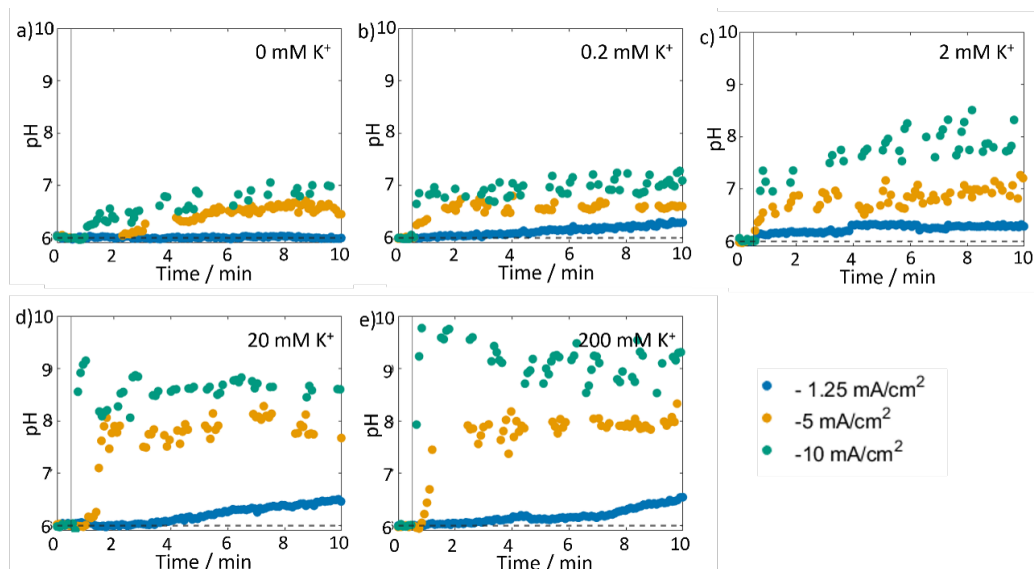 a)
10
9
8
7
6
pH
0 mM K⁺
0 2 4 6 8 10
Time / min
b)
10
9
8
7
6
pH
0.2 mM K⁺
0 2 4 6 8 10
Time / min
c)
10
9
8
7
6
pH
2 mM K⁺
0 2 4 6 8 10
Time / min
d)
10
9
8
7
6
pH
20 mM K⁺
0 2 4 6 8 10
Time / min
e)
10
9
8
7
6
pH
200 mM K⁺
0 2 4 6 8 10
Time / min
- 1.25 mA/cm²
-5 mA/cm²
-10 mA/cm²